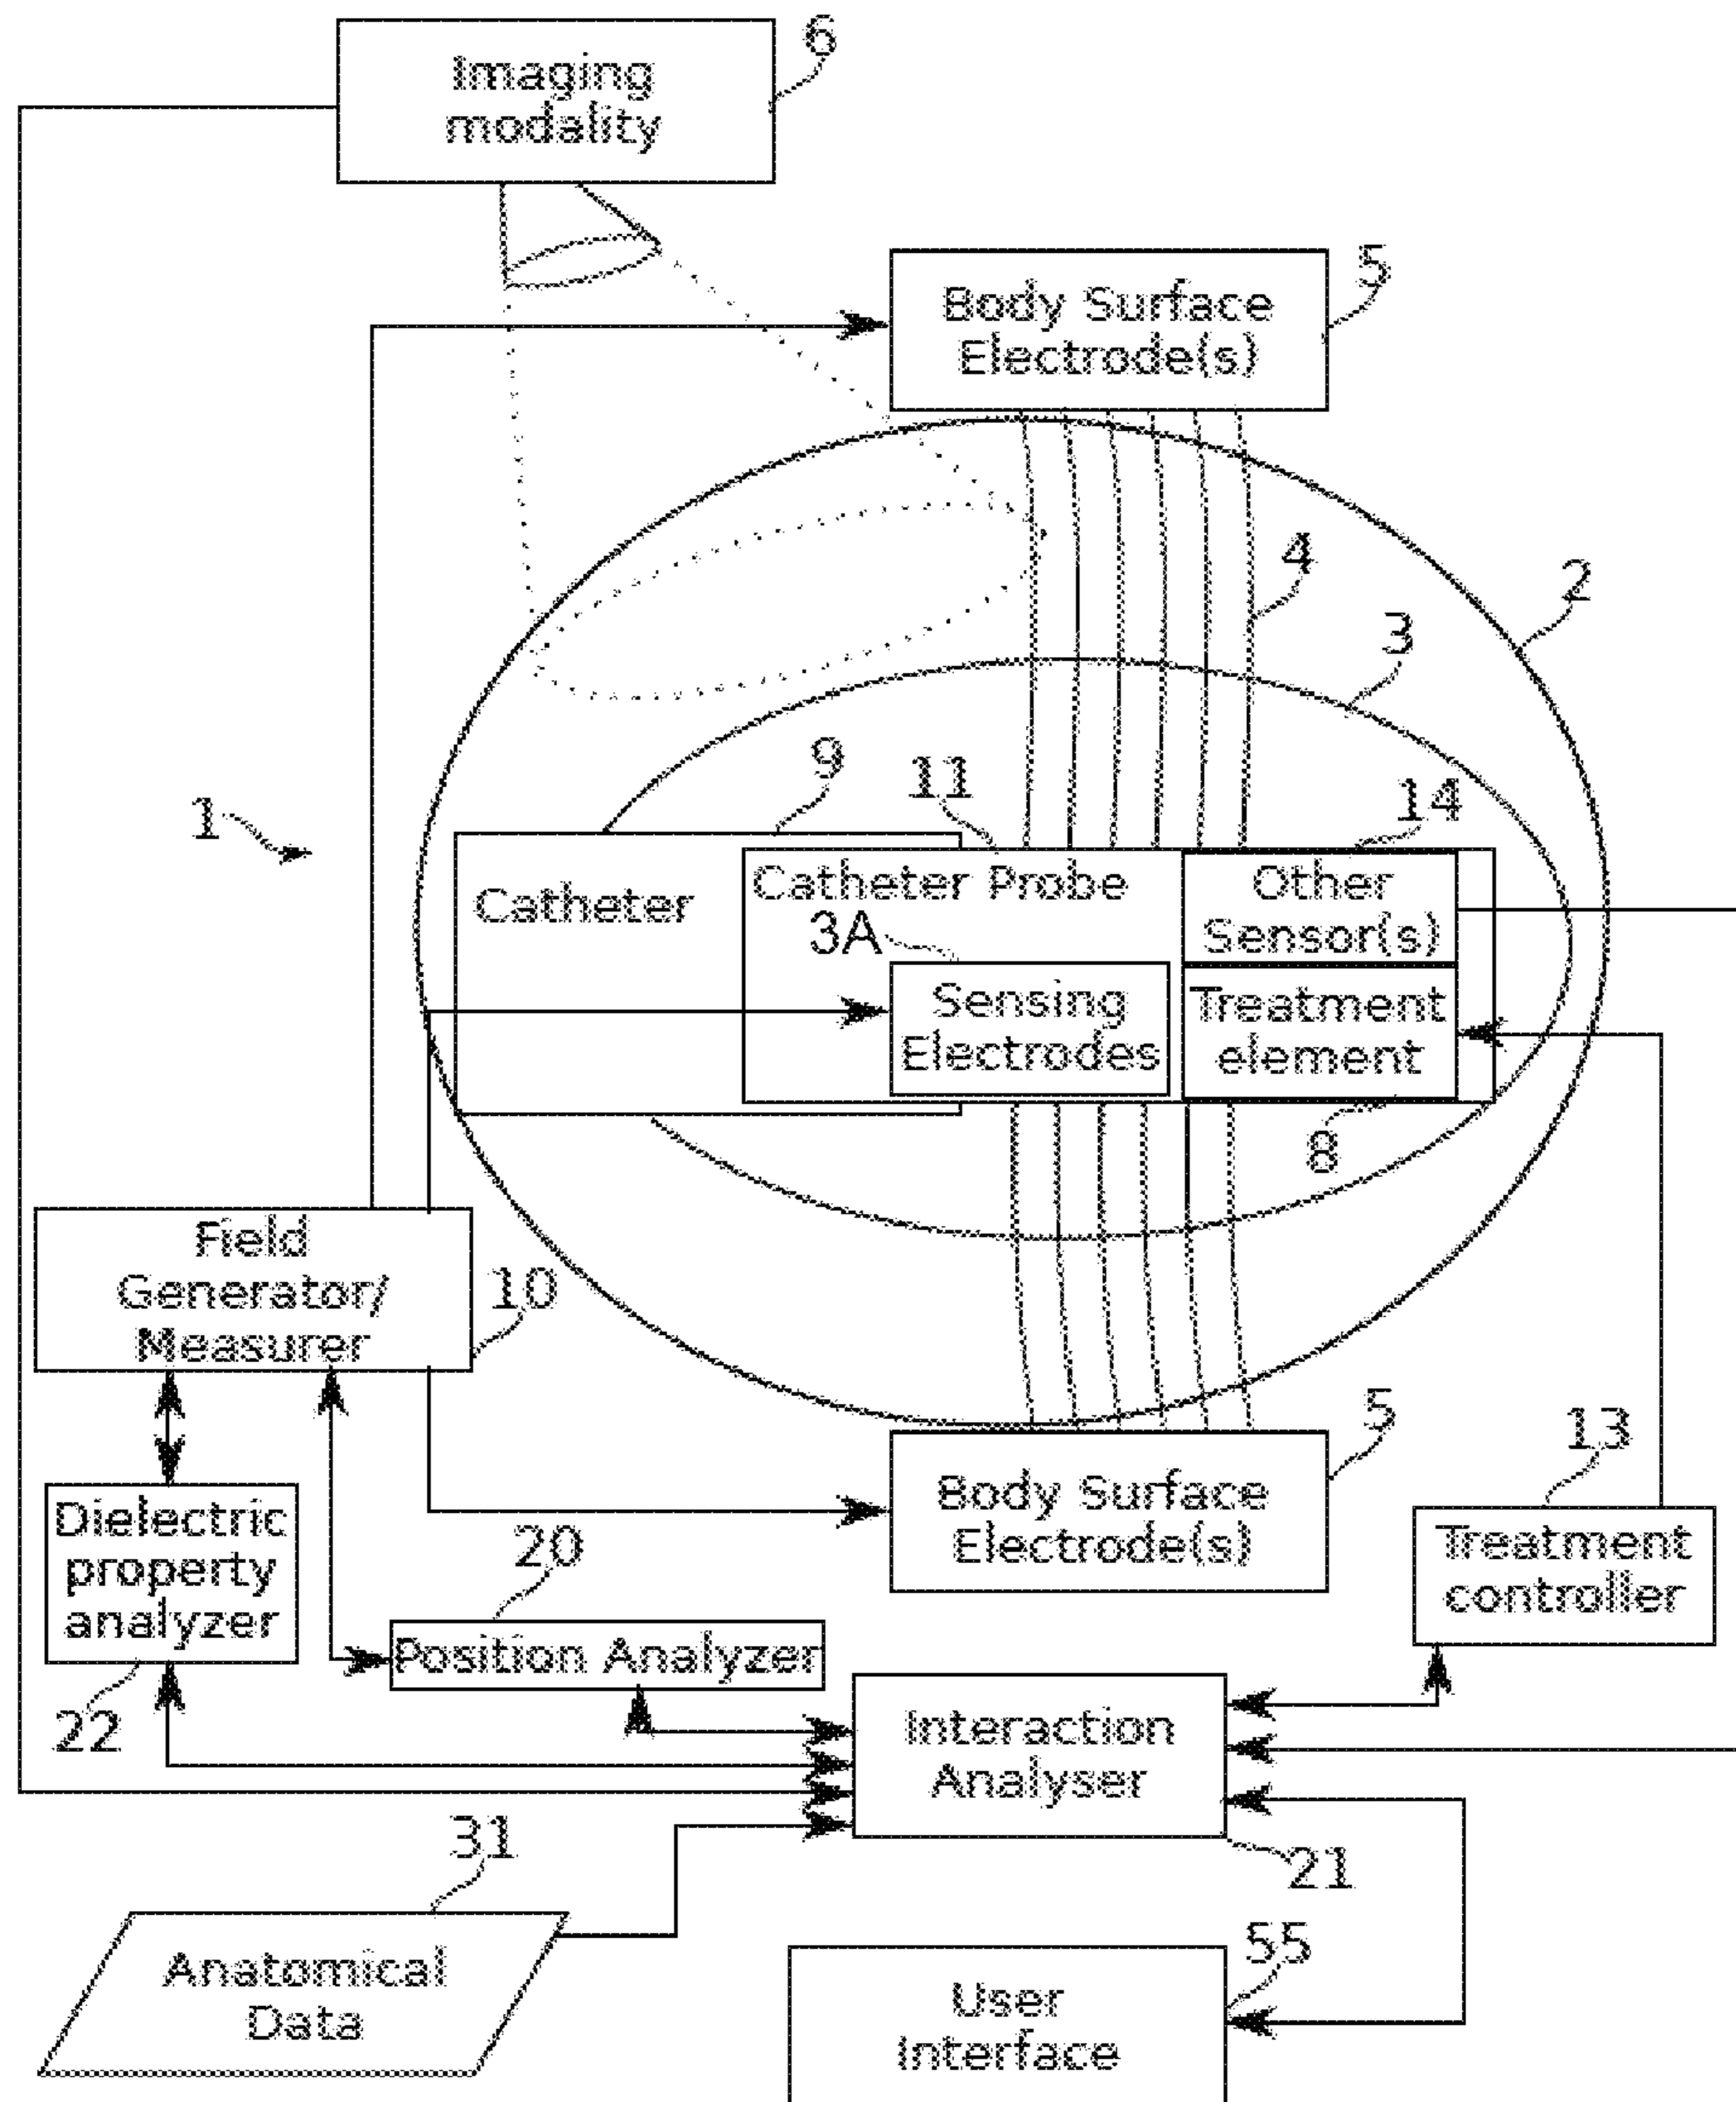 6
Imaging
modality
5
Body Surface
Electrode(s)
4
2
3
9
11
14
1
Catheter
Catheter Probe
Other
Sensor(s)
3A
Sensing
Electrodes
Treatment
element
8
Field
Generator/
Measurer
10
5
13
Body Surface
Electrode(s)
Dielectric
property
analyzer
20
Treatment
controller
Position Analyzer
22
Interaction
Analyser
31
21
Anatomical
Data
55
User
Interface